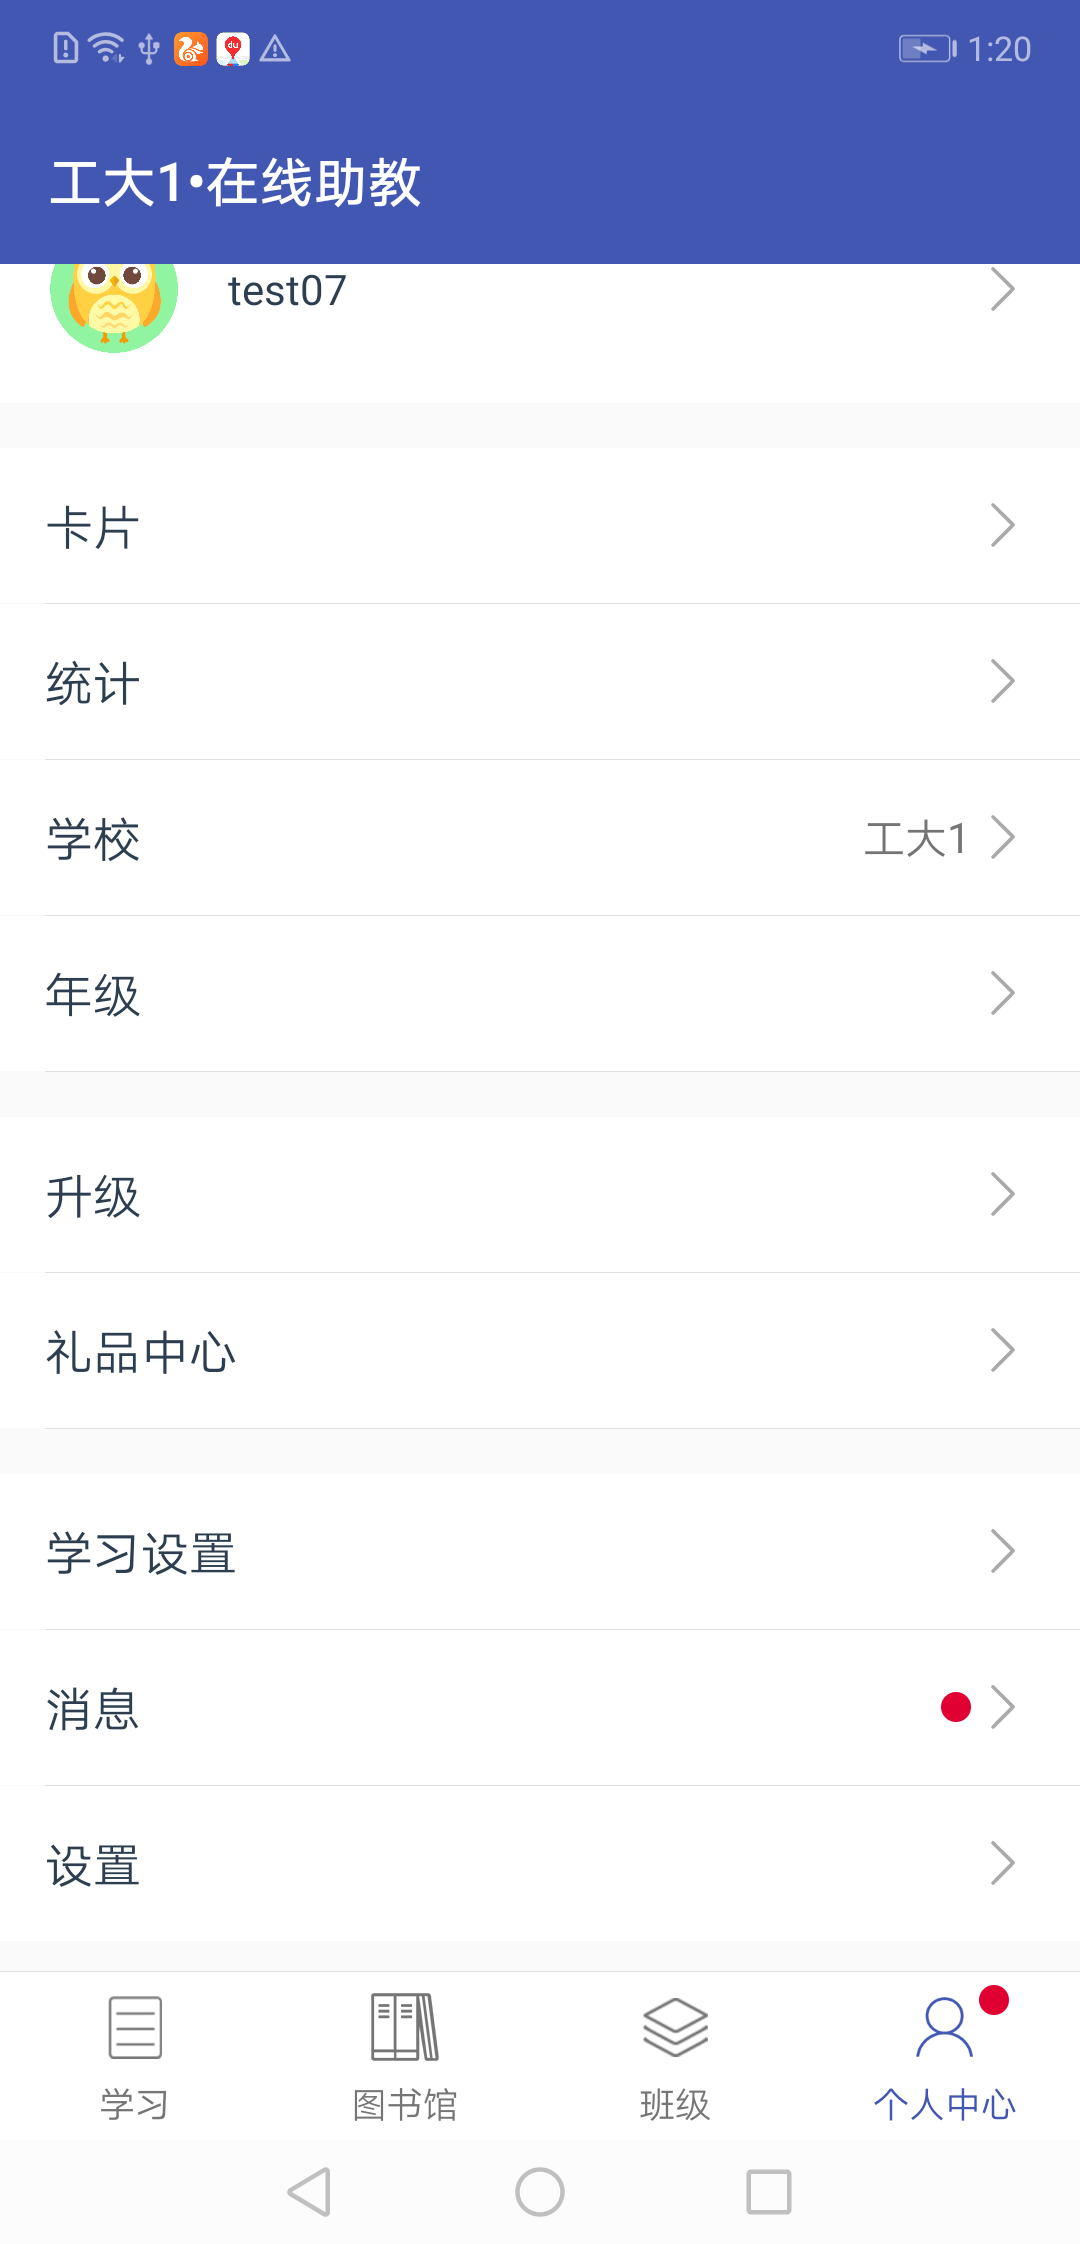 1:20
工大1•在线助教
test07
卡片
统计
学校 工大1
年级
升级
礼品中心
学习设置
消息
设置
学习 图书馆 班级 个人中心